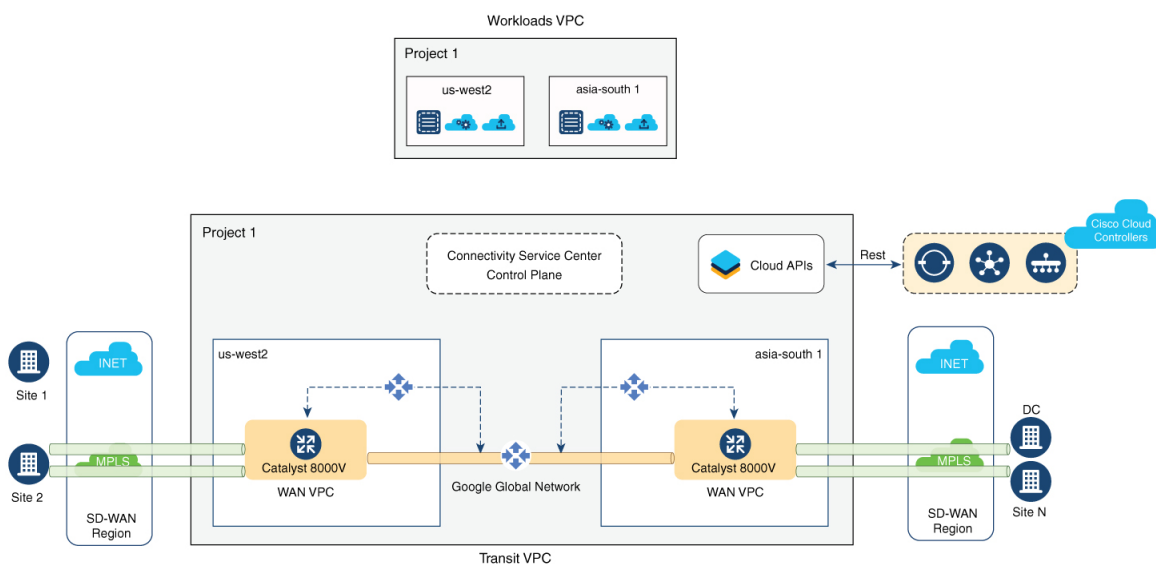 Workloads VPC
Project 1
us-west2
asia-south 1
Project 1
Connectivity Service Center
Control Plane
Cloud APIs
Rest
Cisco Cloud
Controllers
INET
Site 1
MPLS
Site 2
SD-WAN
Region
us-west2
Catalyst 8000V
WAN VPC
Google Global Network
asia-south 1
Catalyst 8000V
WAN VPC
INET
MPLS
SD-WAN
Region
DC
Site N
Transit VPC